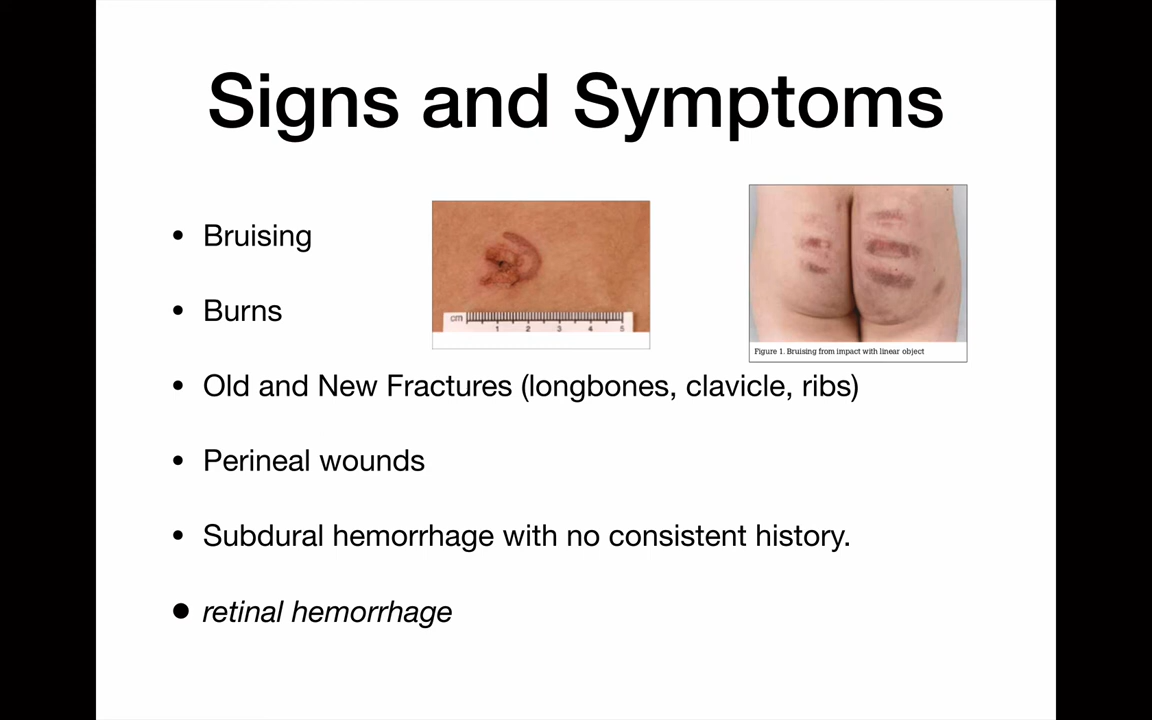 Signs and Symptoms
• Bruising
• Burns
cm 1 2 3 4 5
Figure 1. Bruising from impact with linear object
• Old and New Fractures (longbones, clavicle, ribs)
• Perineal wounds
• Subdural hemorrhage with no consistent history.
• retinal hemorrhage